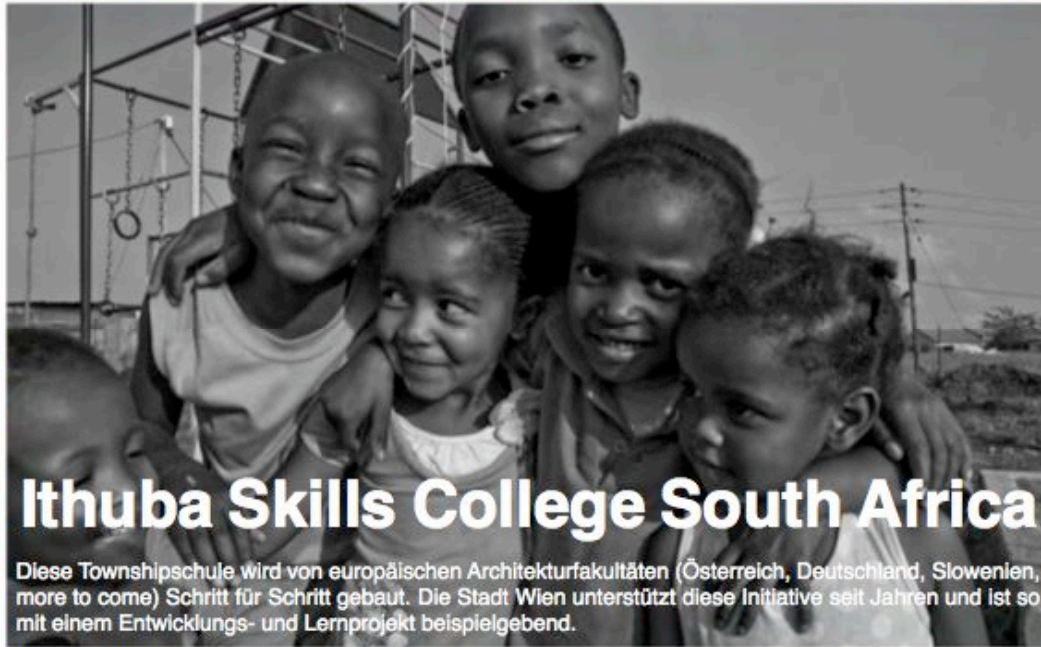 Ithuba Skills College South Africa
Diese Townshipschule wird von europäischen Architekturfakultäten (Österreich, Deutschland, Slowenien,
more to come) Schritt für Schritt gebaut. Die Stadt Wien unterstützt diese Initiative seit Jahren und ist so
mit einem Entwicklungs- und Lernprojekt beispielgebend.